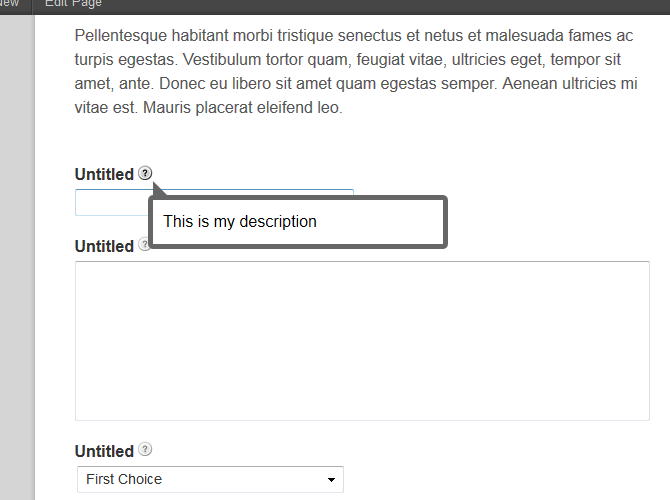 New Edit Page
Pellentesque habitant morbi tristique senectus et netus et malesuada fames ac
turpis egestas. Vestibulum tortor quam, feugiat vitae, ultricies eget, tempor sit
amet, ante. Donec eu libero sit amet quam egestas semper. Aenean ultricies mi
vitae est. Mauris placerat eleifend leo.
Untitled ?
This is my description
Untitled ?
Untitled ?
First Choice